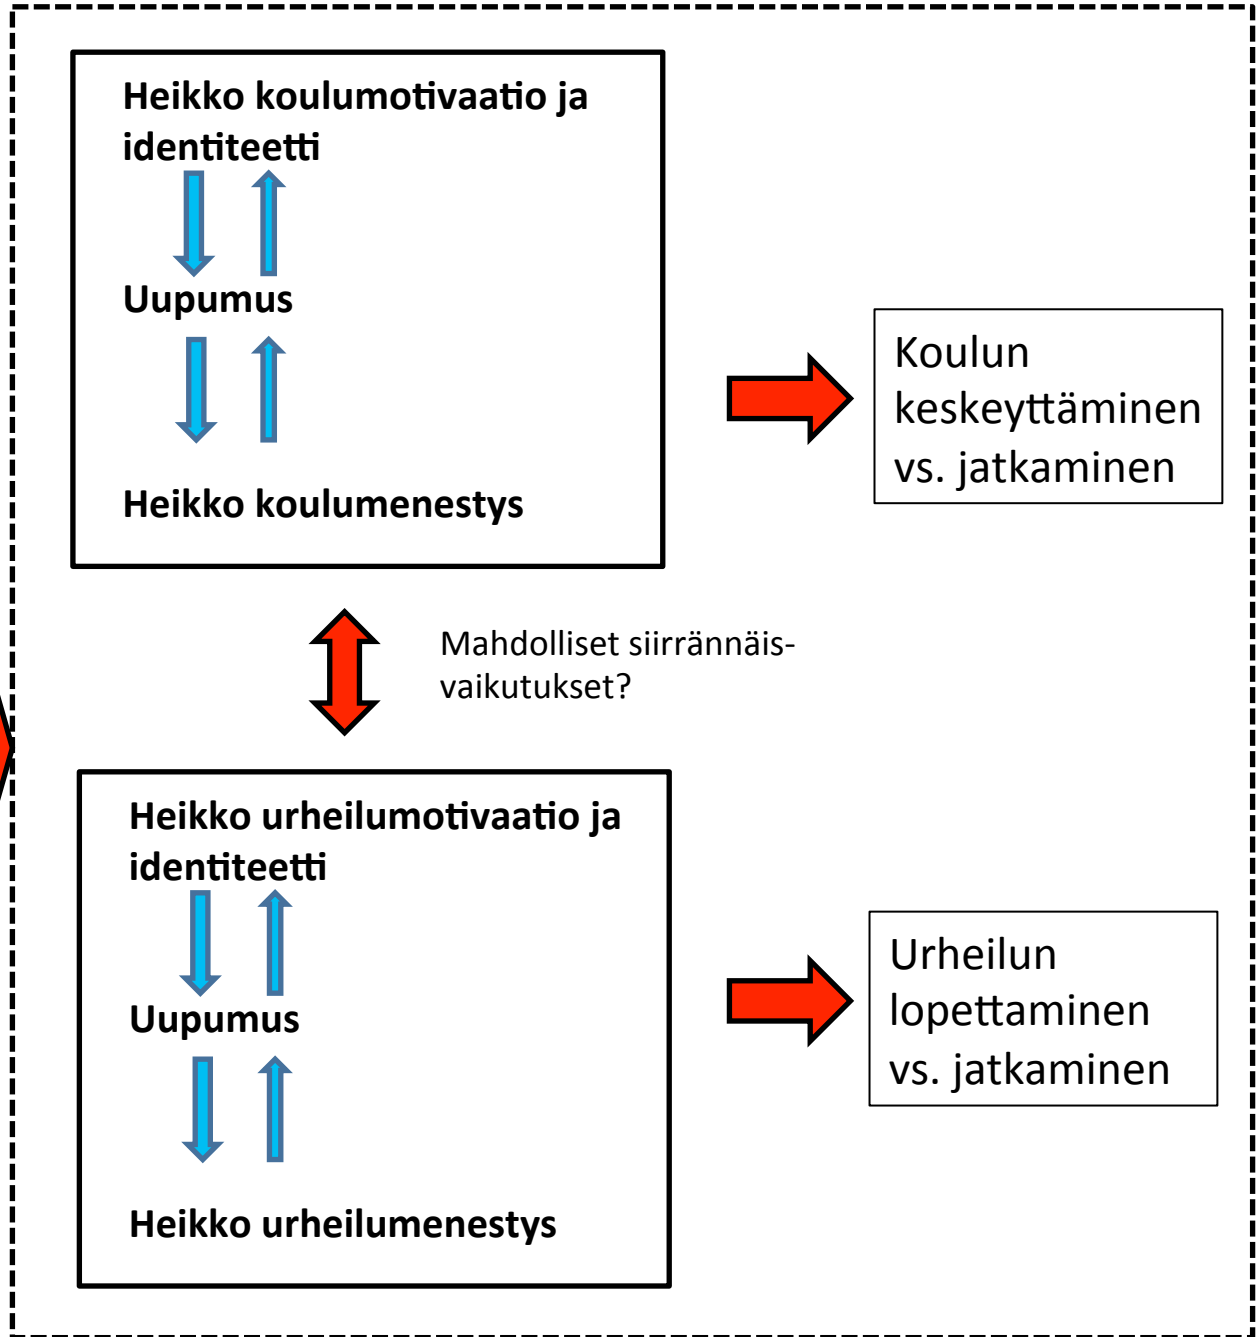 Heikko koulumotivaatio ja
identiteetti
Uupumus
Heikko koulumenestys
Koulun
keskeyttäminen
vs. jatkaminen
Mahdolliset siirrännäis-
vaikutukset?
Heikko urheilumotivaatio ja
identiteetti
Uupumus
Heikko urheilumenestys
Urheilun
lopettaminen
vs. jatkaminen